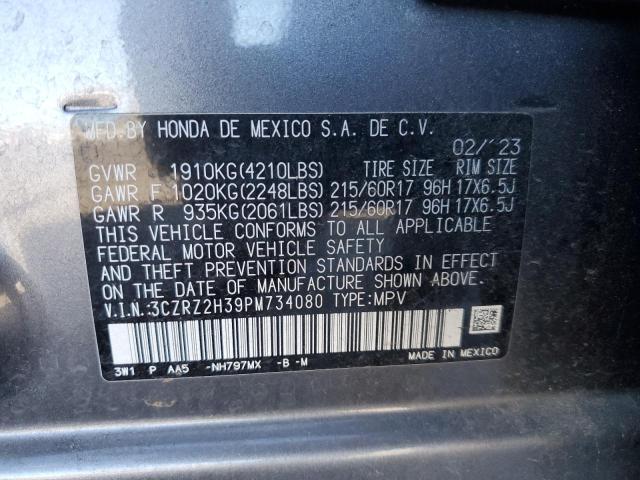 MFD. BY HONDA DE MEXICO S.A. DE C.V.
02/'23
GVWR 1910KG(4210LBS) TIRE SIZE RIM SIZE
GAWR F 1020KG(2248LBS) 215/60R17 96H 17X6.5J
GAWR R 935KG(2061LBS) 215/60R17 96H 17X6.5J
THIS VEHICLE CONFORMS TO ALL APPLICABLE
FEDERAL MOTOR VEHICLE SAFETY
AND THEFT PREVENTION STANDARDS IN EFFECT
ON THE DATE OF MANUFACTURE SHOWN ABOVE.
V.I.N.:3CZRZ2H39PM734080 TYPE:MPV
3W1 P AA5 -NH797MX -B -M
MADE IN MEXICO